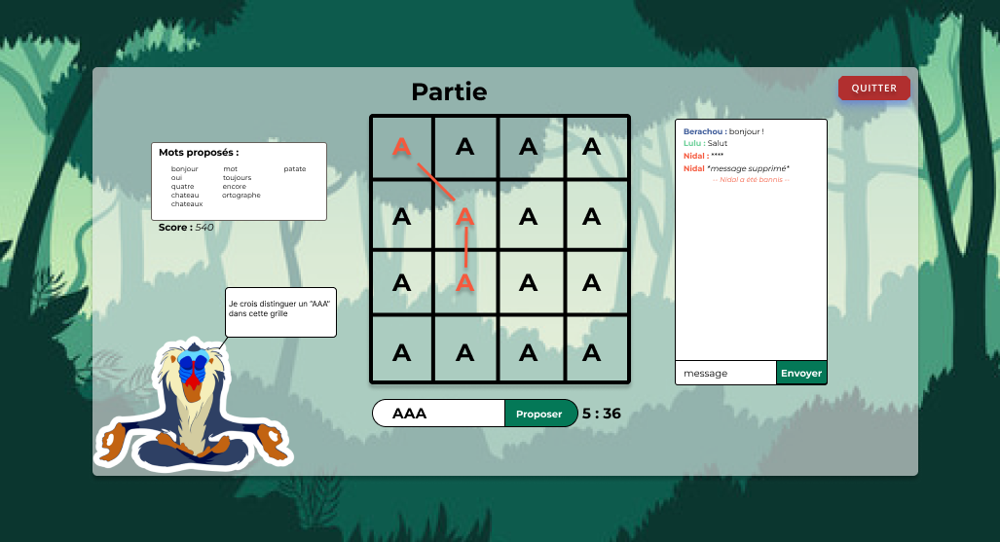 Partie
QUITTER
Mots proposés :
bonjour mot patate
oui toujours
quatre encore
chateau ortographe
chateaux
Score : 540
Je crois distinguer un "AAA"
dans cette grille
A A A A
A A A A
A A A A
A A A A
AAA Proposer 5 : 36
Berachou : bonjour !
Lulu : Salut
Nidal : ****
Nidal *message supprimé*
-- Nidal a été bannis --
message Envoyer